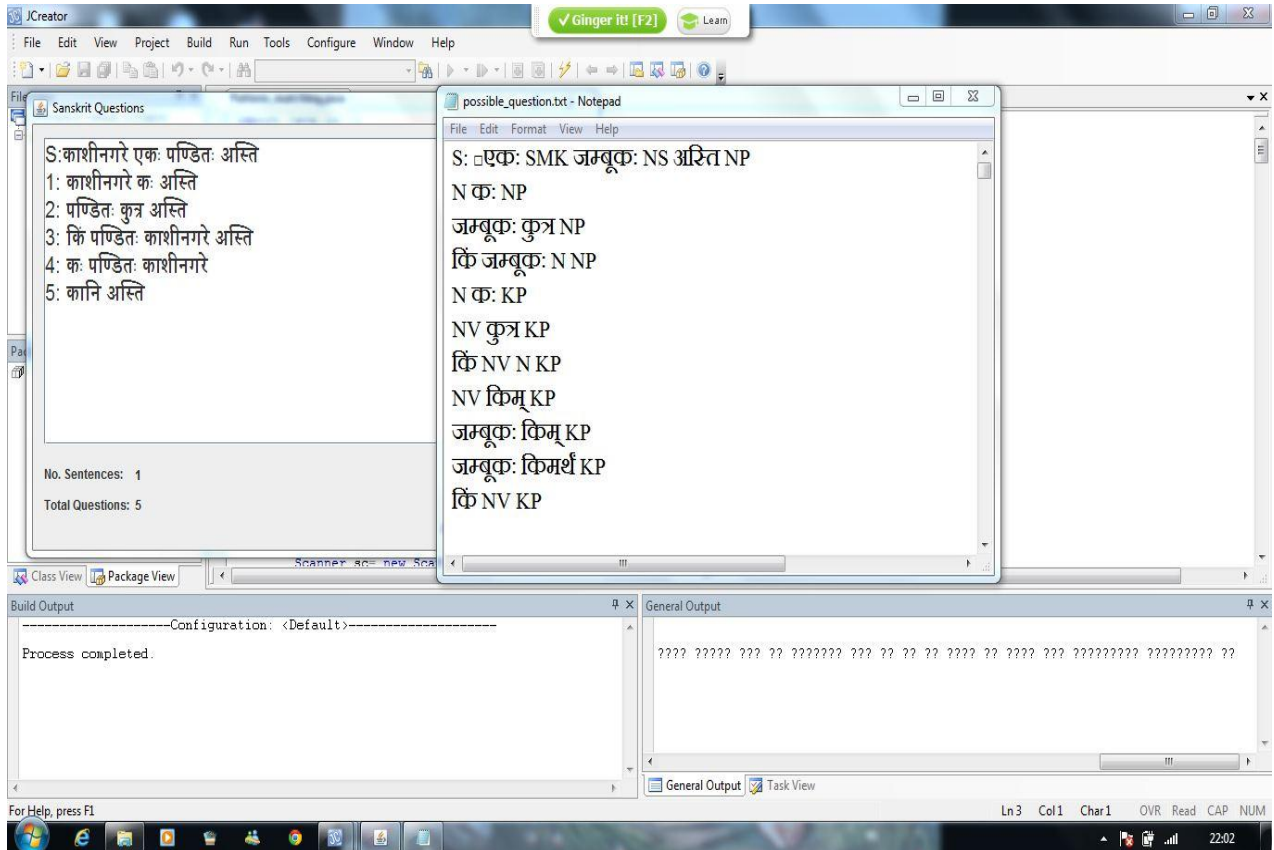 JCreator
✓ Ginger it! [F2]
Learn
File Edit View Project Build Run Tools Configure Window Help
File
Sanskrit Questions
S:काशीनगरे एकः पण्डितः अस्ति
1: काशीनगरे कः अस्ति
2: पण्डितः कुत्र अस्ति
3: किं पण्डितः काशीनगरे अस्ति
4: कः पण्डितः काशीनगरे
5: कानि अस्ति
No. Sentences: 1
Total Questions: 5
possible_question.txt - Notepad
File Edit Format View Help
S: □एक: SMK जम्बूक: NS अस्ति NP
N क: NP
जम्बूक: कुत्र NP
किं जम्बूक: N NP
N क: KP
NV कुत्र KP
किं NV N KP
NV किम् KP
जम्बूक: किम् KP
जम्बूक: किमर्थं KP
किं NV KP
Pac
Scanner sc= new Sca
Class View Package View
Build Output
--------------------Configuration: <Default>--------------------
Process completed.
General Output
???? ????? ??? ?? ??????? ??? ?? ?? ?? ???? ?? ???? ??? ????????? ????????? ??
General Output Task View
For Help, press F1
Ln 3 Col 1 Char 1 OVR Read CAP NUM
22:02